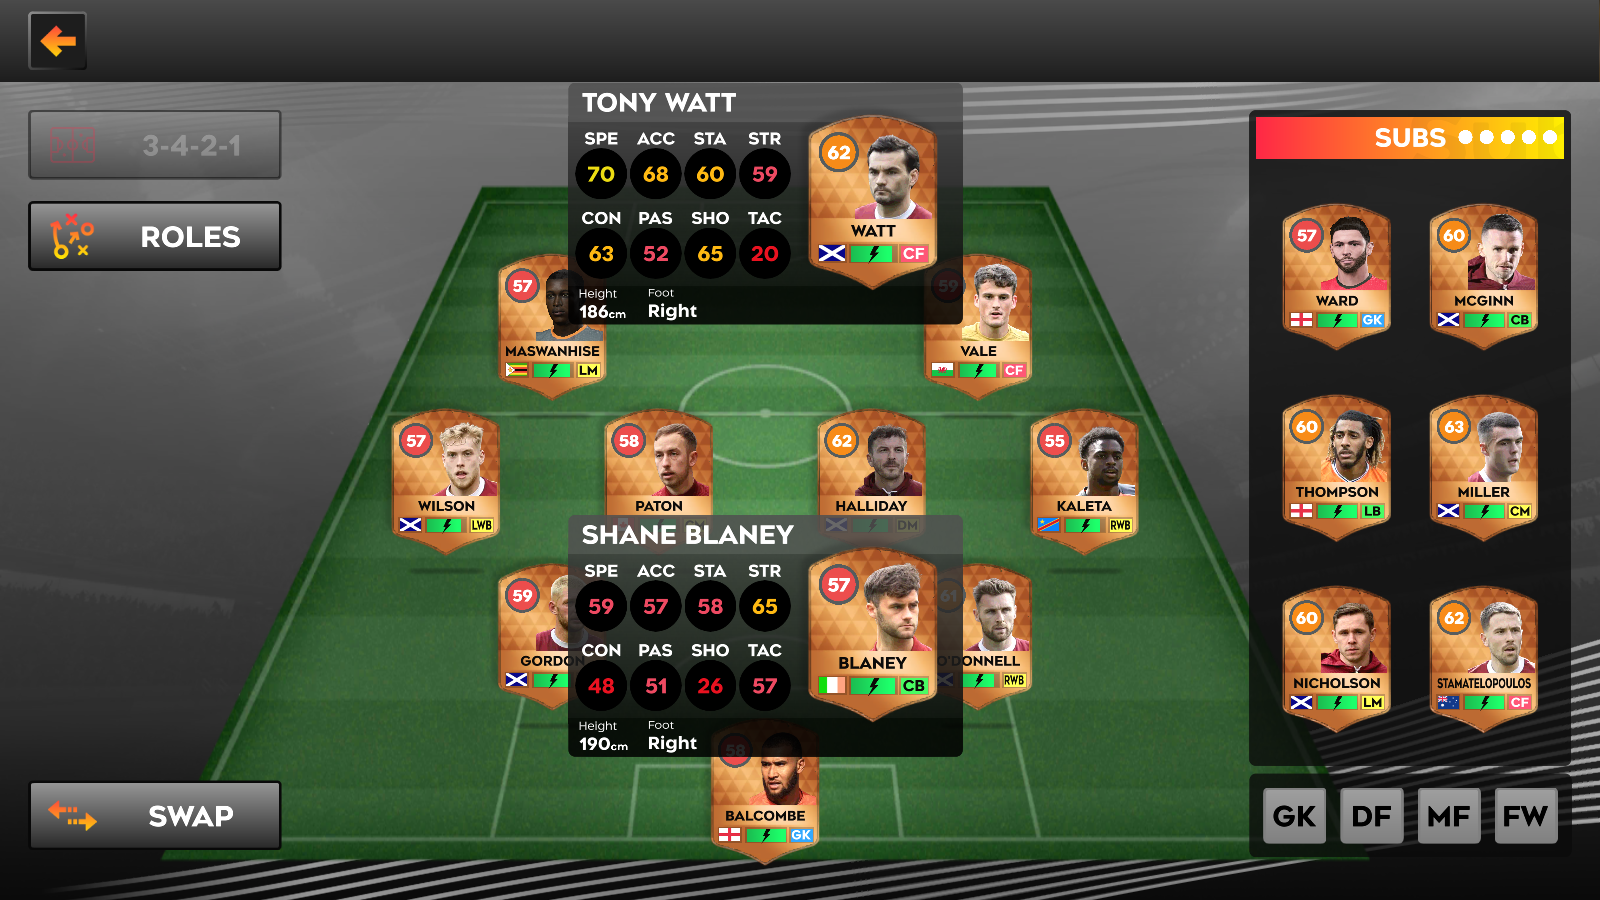 3-4-2-1
ROLES
TONY WATT
SPE ACC STA STR
70 68 60 59
CON PAS SHO TAC
63 52 65 20
Height Foot
186cm Right
62
WATT
CF
57
MASWANHISE
LM
59
VALE
CF
57
WILSON
LWB
58
PATON
62
HALLIDAY
DM
55
KALETA
RWB
SHANE BLANEY
SPE ACC STA STR
59 57 58 65
CON PAS SHO TAC
48 51 26 57
Height Foot
190cm Right
57
BLANEY
CB
59
GORDON
61
O'DONNELL
RWB
58
BALCOMBE
GK
SWAP
SUBS
57
WARD
GK
60
MCGINN
CB
60
THOMPSON
LB
63
MILLER
CM
60
NICHOLSON
LM
62
STAMATELOPOULOS
CF
GK DF MF FW